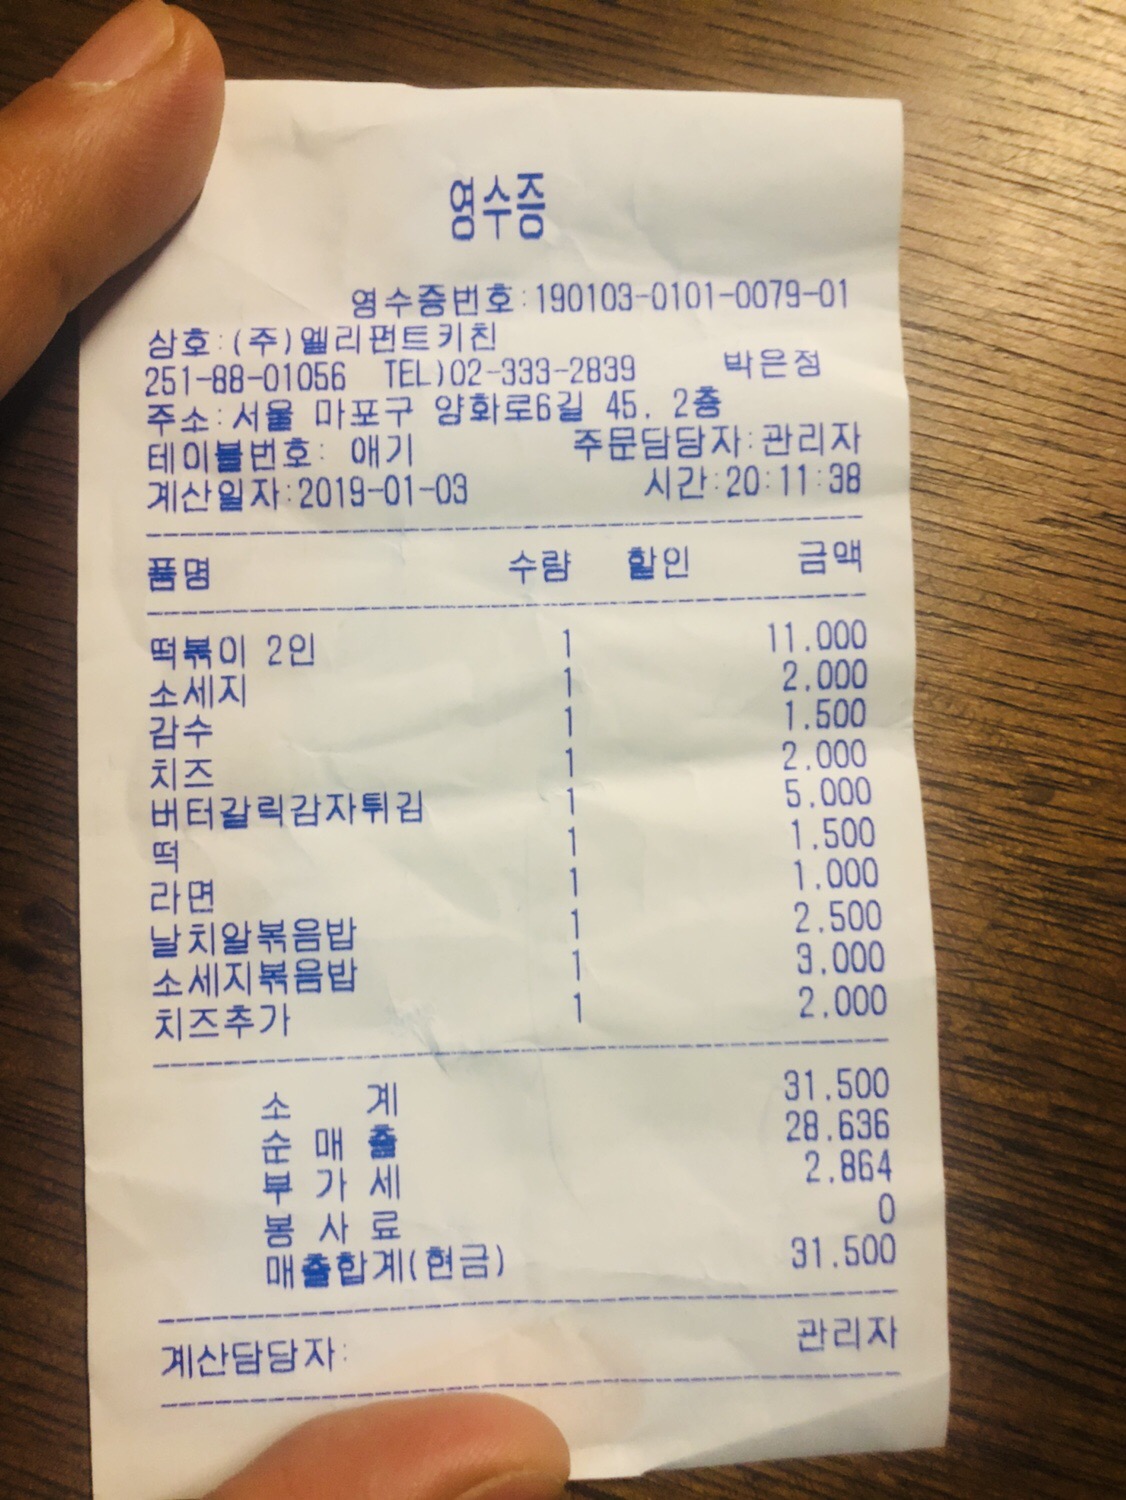 영수증
영수증번호:190103-0101-0079-01
상호:(주)엘리펀트키친
251-88-01056 TEL)02-333-2839 박은정
주소:서울 마포구 양화로6길 45. 2층
테이블번호: 애기 주문담당자:관리자
계산일자:2019-01-03 시간:20:11:38
품명 수량 할인 금액
떡볶이 2인 1 11.000
소세지 1 2.000
감수 1 1.500
치즈 1 2.000
버터갈릭감자튀김 1 5.000
떡 1 1.500
라면 1 1.000
날치알볶음밥 1 2.500
소세지볶음밥 1 3.000
치즈추가 1 2.000
소 계 31.500
순 매 출 28.636
부 가 세 2.864
봉 사 료 0
매출합계(현금) 31.500
계산담당자: 관리자